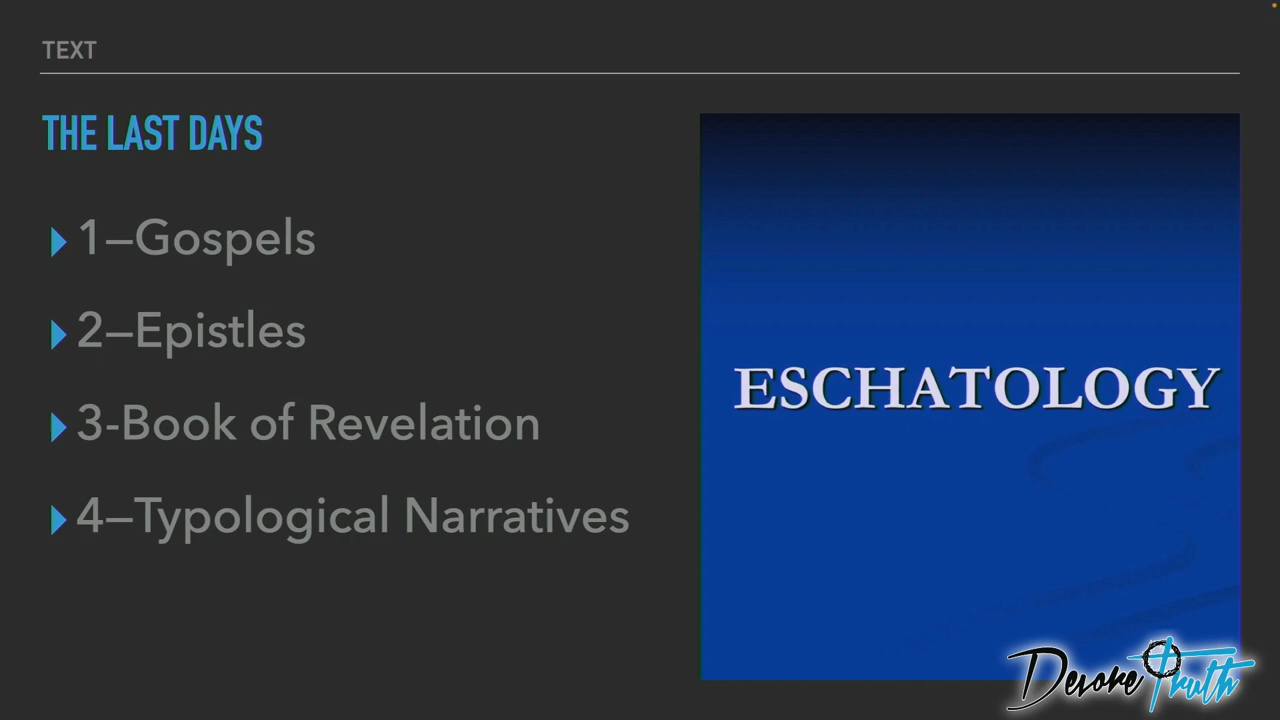 TEXT
THE LAST DAYS
1—Gospels
2—Epistles
3-Book of Revelation
4—Typological Narratives
ESCHATOLOGY
Devore Truth